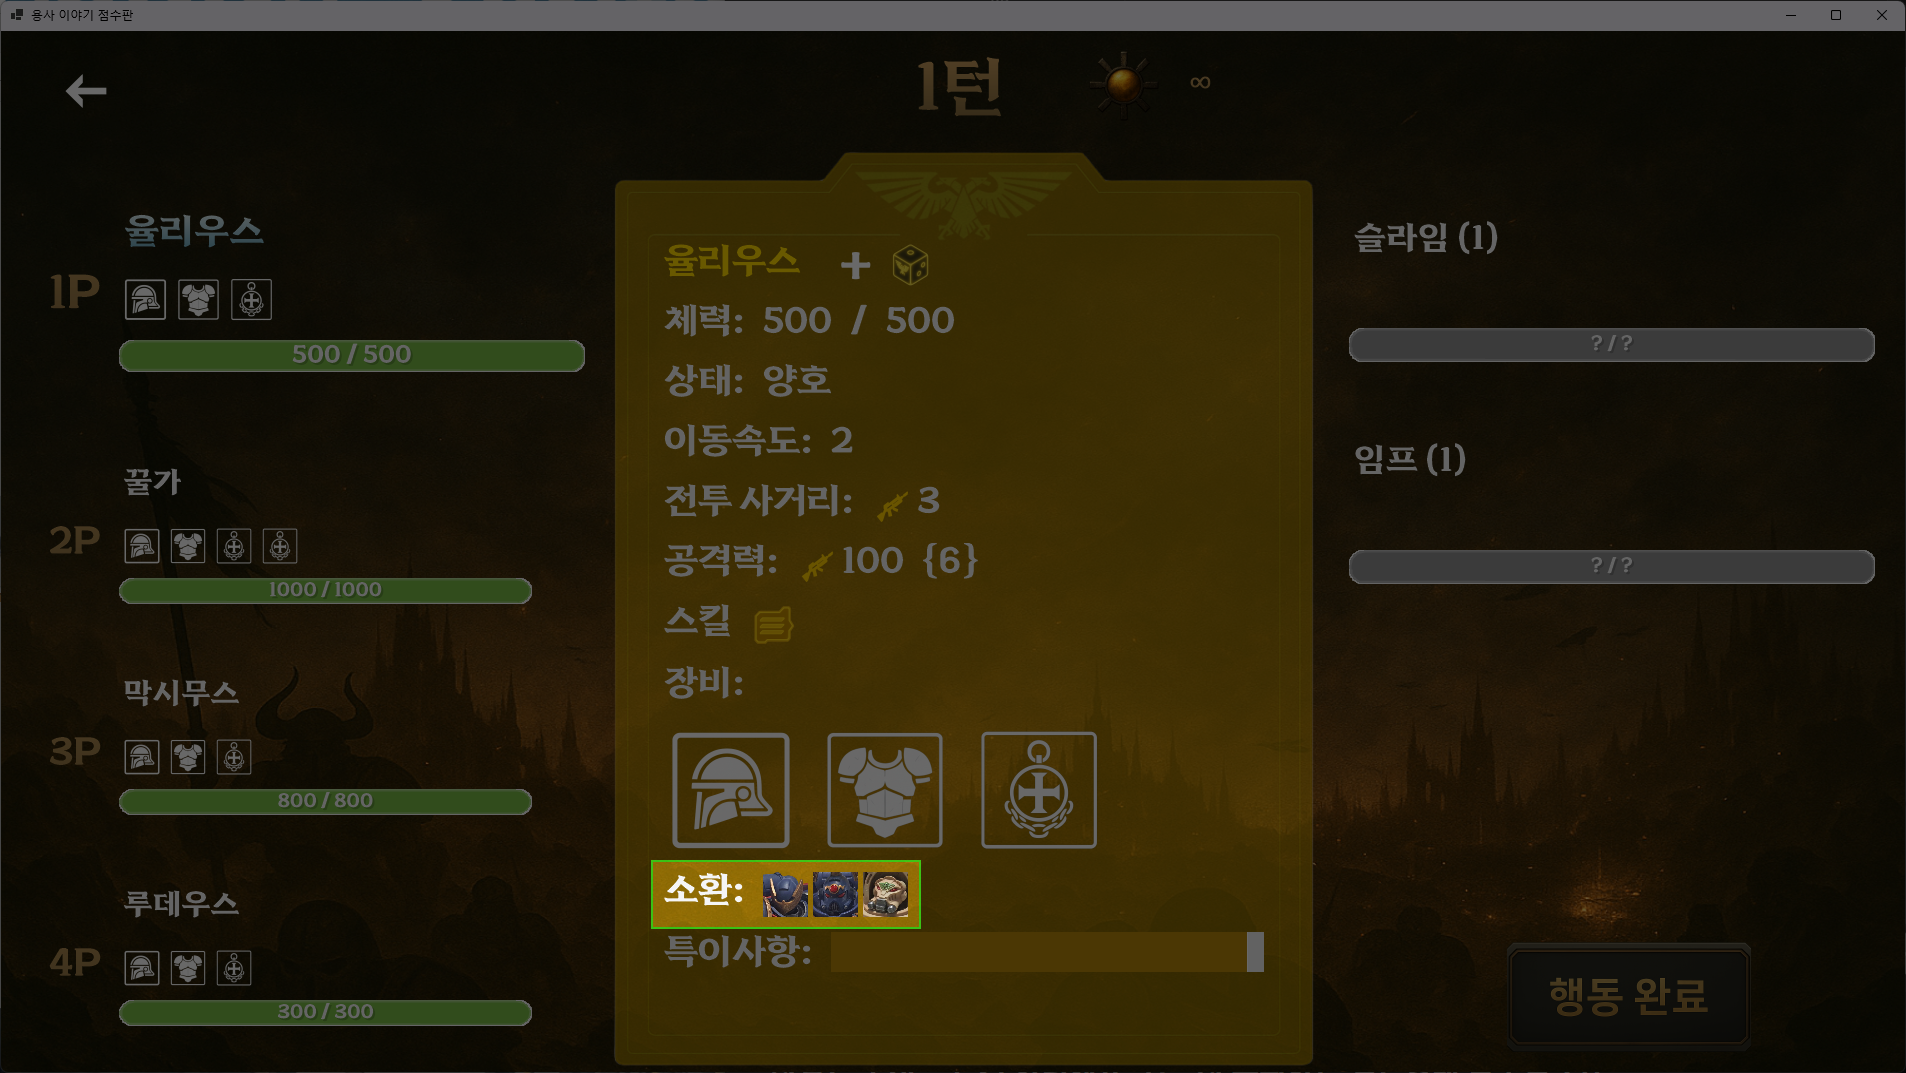 용사 이야기 점수판
1턴
∞
1P
율리우스
500 / 500
2P
꿀가
1000 / 1000
3P
막시무스
800 / 800
4P
루데우스
300 / 300
율리우스 +
체력: 500 / 500
상태: 양호
이동속도: 2
전투 사거리: 3
공격력: 100 {6}
스킬
장비:
소환:
특이사항:
슬라임 (1)
? / ?
임프 (1)
? / ?
행동 완료